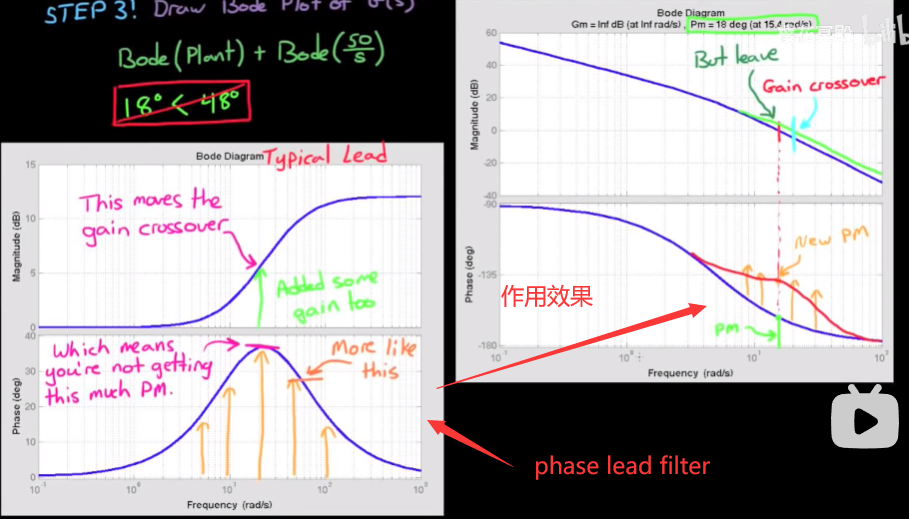 STEP 3! Draw Bode Plot of G(s)
Bode(Plant) + Bode(50/s)
18° < 48°
Bode Diagram
Typical Lead
15
10
5
0
Magnitude (dB)
This moves the
gain crossover
Added some
gain too
40
30
20
10
0
Phase (deg)
Which means
you're not getting
this much PM.
More like
this
10^-1
10^0
10^1
10^2
10^3
Frequency (rad/s)
Bode Diagram
Gm = Inf dB (at Inf rad/s) , Pm = 18 deg (at 15.4 rad/s)
60
40
20
0
-20
-40
Magnitude (dB)
But leave
Gain crossover
-90
-135
-180
Phase (deg)
New PM
PM
10^-1
10^0
10^1
10^2
Frequency (rad/s)
作用效果
phase lead filter